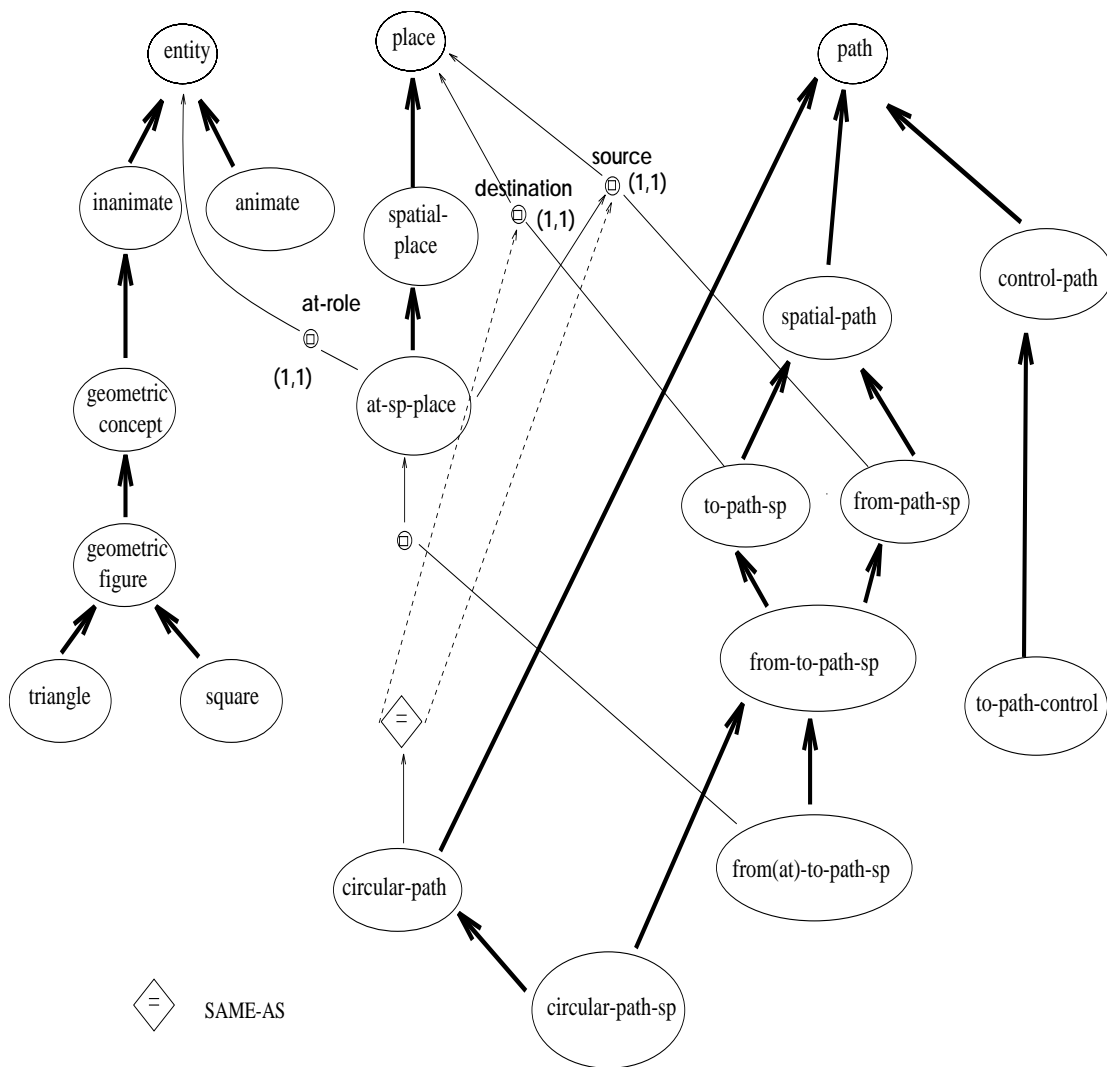 entity
place
path
source
(1,1)
destination
(1,1)
inanimate
animate
spatial-
place
control-path
at-role
(1,1)
spatial-path
geometric
concept
at-sp-place
to-path-sp
from-path-sp
geometric
figure
triangle
square
=
from-to-path-sp
to-path-control
circular-path
from(at)-to-path-sp
=
SAME-AS
circular-path-sp